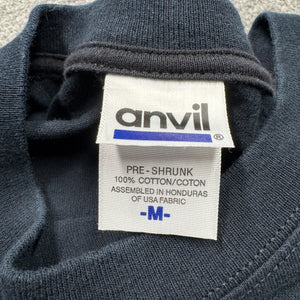 anvil
®
PRE-SHRUNK
100% COTTON/COTON
ASSEMBLED IN HONDURAS
OF USA FABRIC
-M-